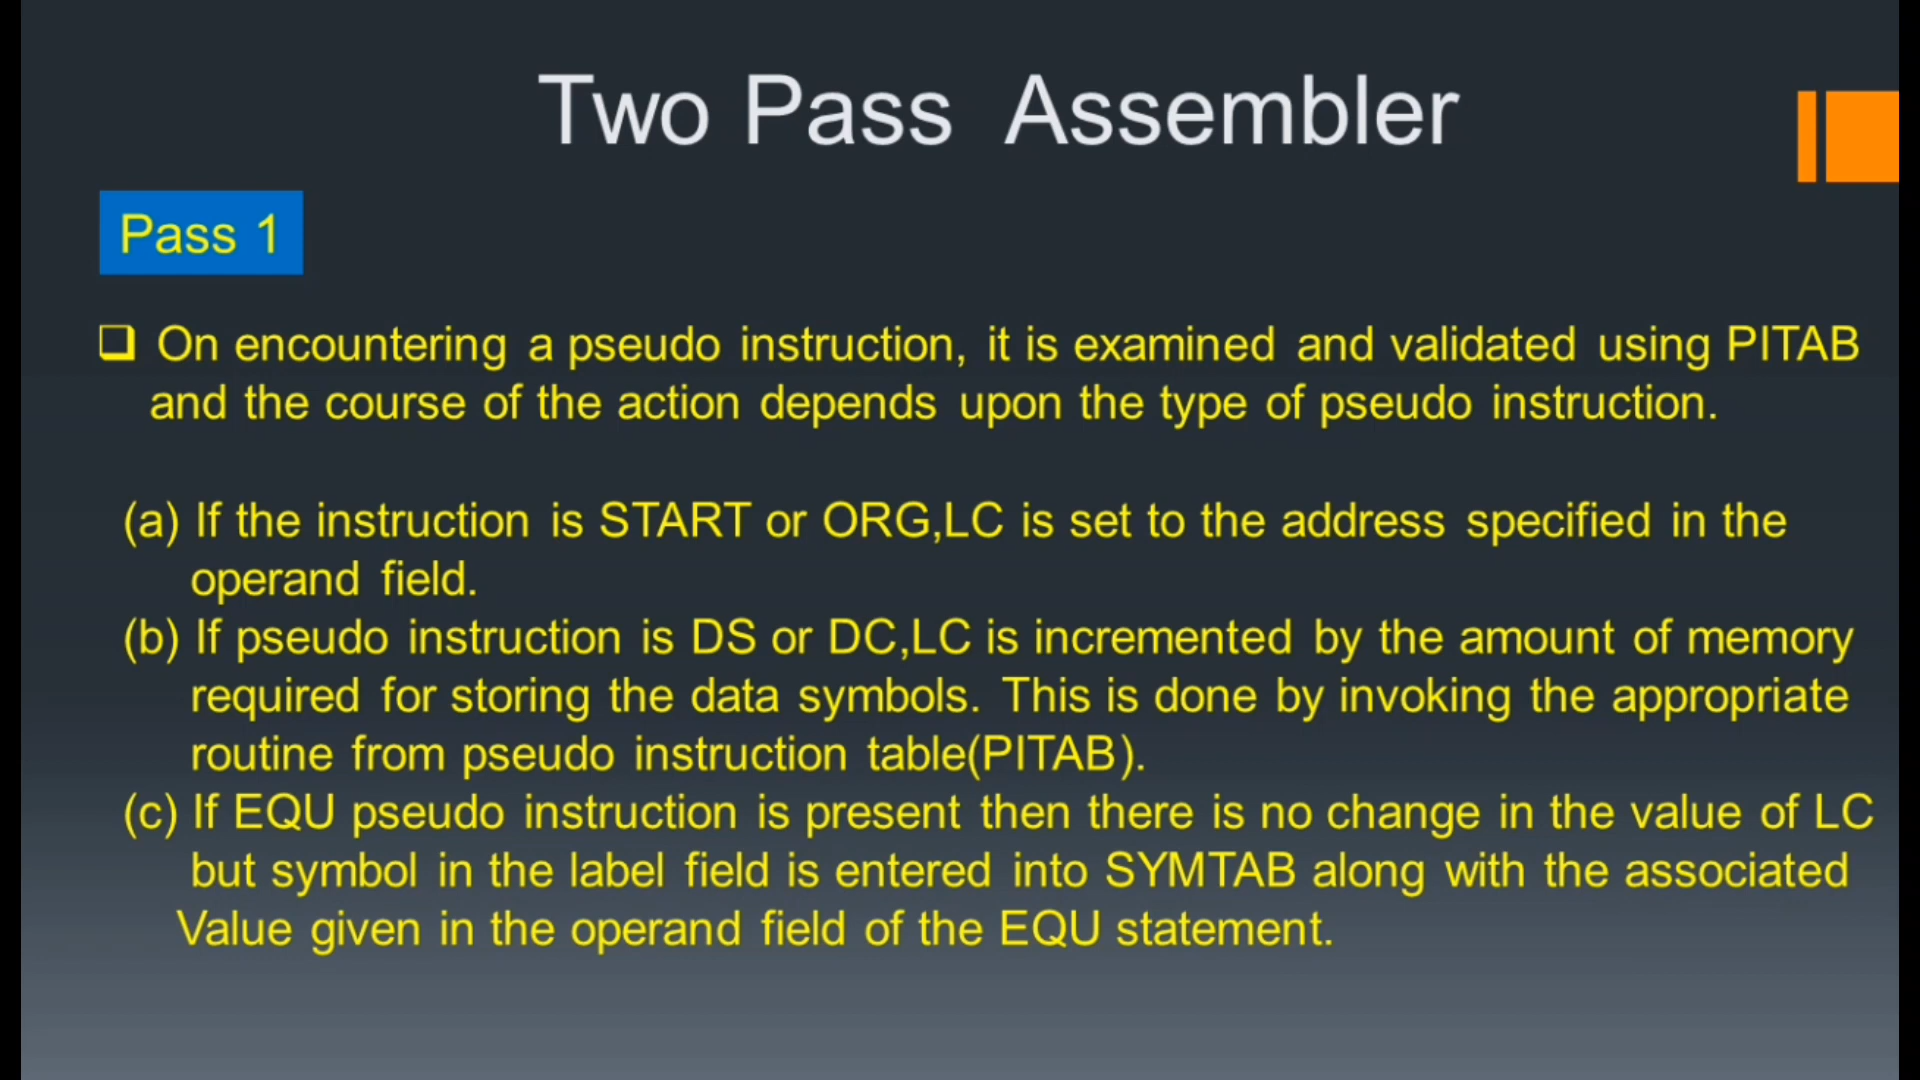 Two Pass Assembler
Pass 1
❑ On encountering a pseudo instruction, it is examined and validated using PITAB
and the course of the action depends upon the type of pseudo instruction.
(a) If the instruction is START or ORG,LC is set to the address specified in the
operand field.
(b) If pseudo instruction is DS or DC,LC is incremented by the amount of memory
required for storing the data symbols. This is done by invoking the appropriate
routine from pseudo instruction table(PITAB).
(c) If EQU pseudo instruction is present then there is no change in the value of LC
but symbol in the label field is entered into SYMTAB along with the associated
Value given in the operand field of the EQU statement.